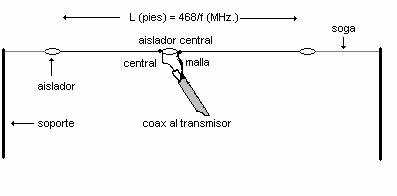 L (pies) = 468/f (MHz.)
soga
aislador central
central
malla
aislador
soporte
coax al transmisor